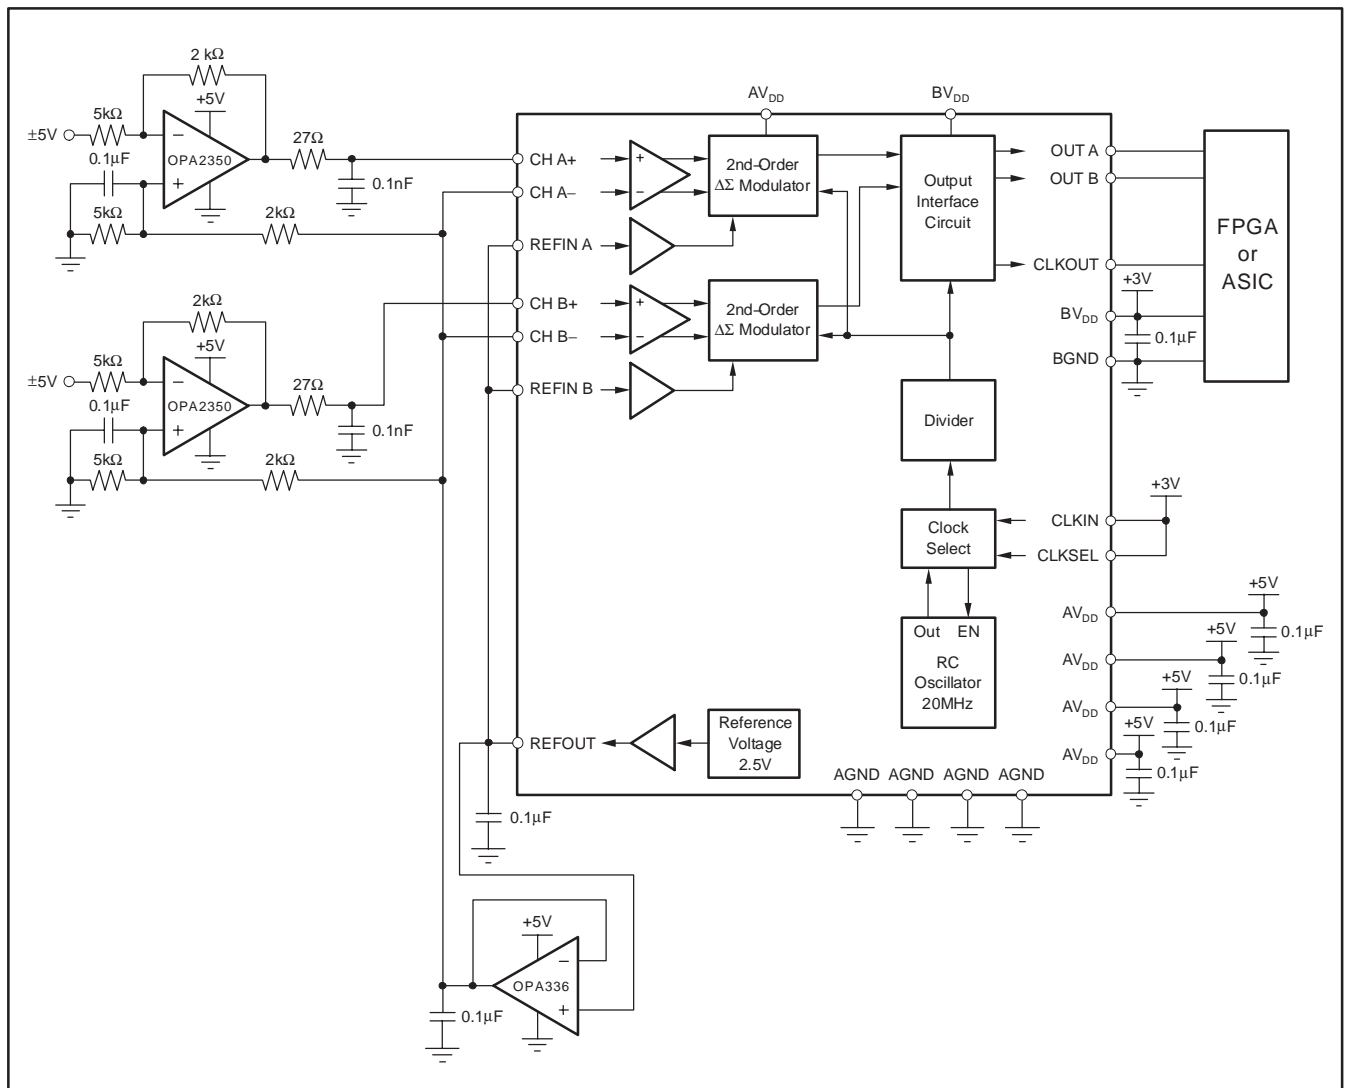 2 kΩ
+5V
5kΩ
±5V
−
OPA2350
+
0.1µF
5kΩ
27Ω
0.1nF
2kΩ
2kΩ
+5V
5kΩ
±5V
−
OPA2350
+
0.1µF
5kΩ
27Ω
0.1nF
2kΩ
AVDD
BVDD
CH A+
CH A−
REFIN A
CH B+
CH B−
REFIN B
+
−
2nd-Order
ΔΣ Modulator
+
−
2nd-Order
ΔΣ Modulator
Output
Interface
Circuit
Divider
Clock
Select
Out EN
RC
Oscillator
20MHz
REFOUT
Reference
Voltage
2.5V
OUT A
OUT B
CLKOUT
BVDD
BGND
+3V
0.1µF
FPGA
or
ASIC
CLKIN
CLKSEL
+3V
AVDD
+5V
0.1µF
AVDD
+5V
0.1µF
AVDD
+5V
0.1µF
AVDD
+5V
0.1µF
AGND AGND AGND AGND
0.1µF
+5V
−
OPA336
+
0.1µF